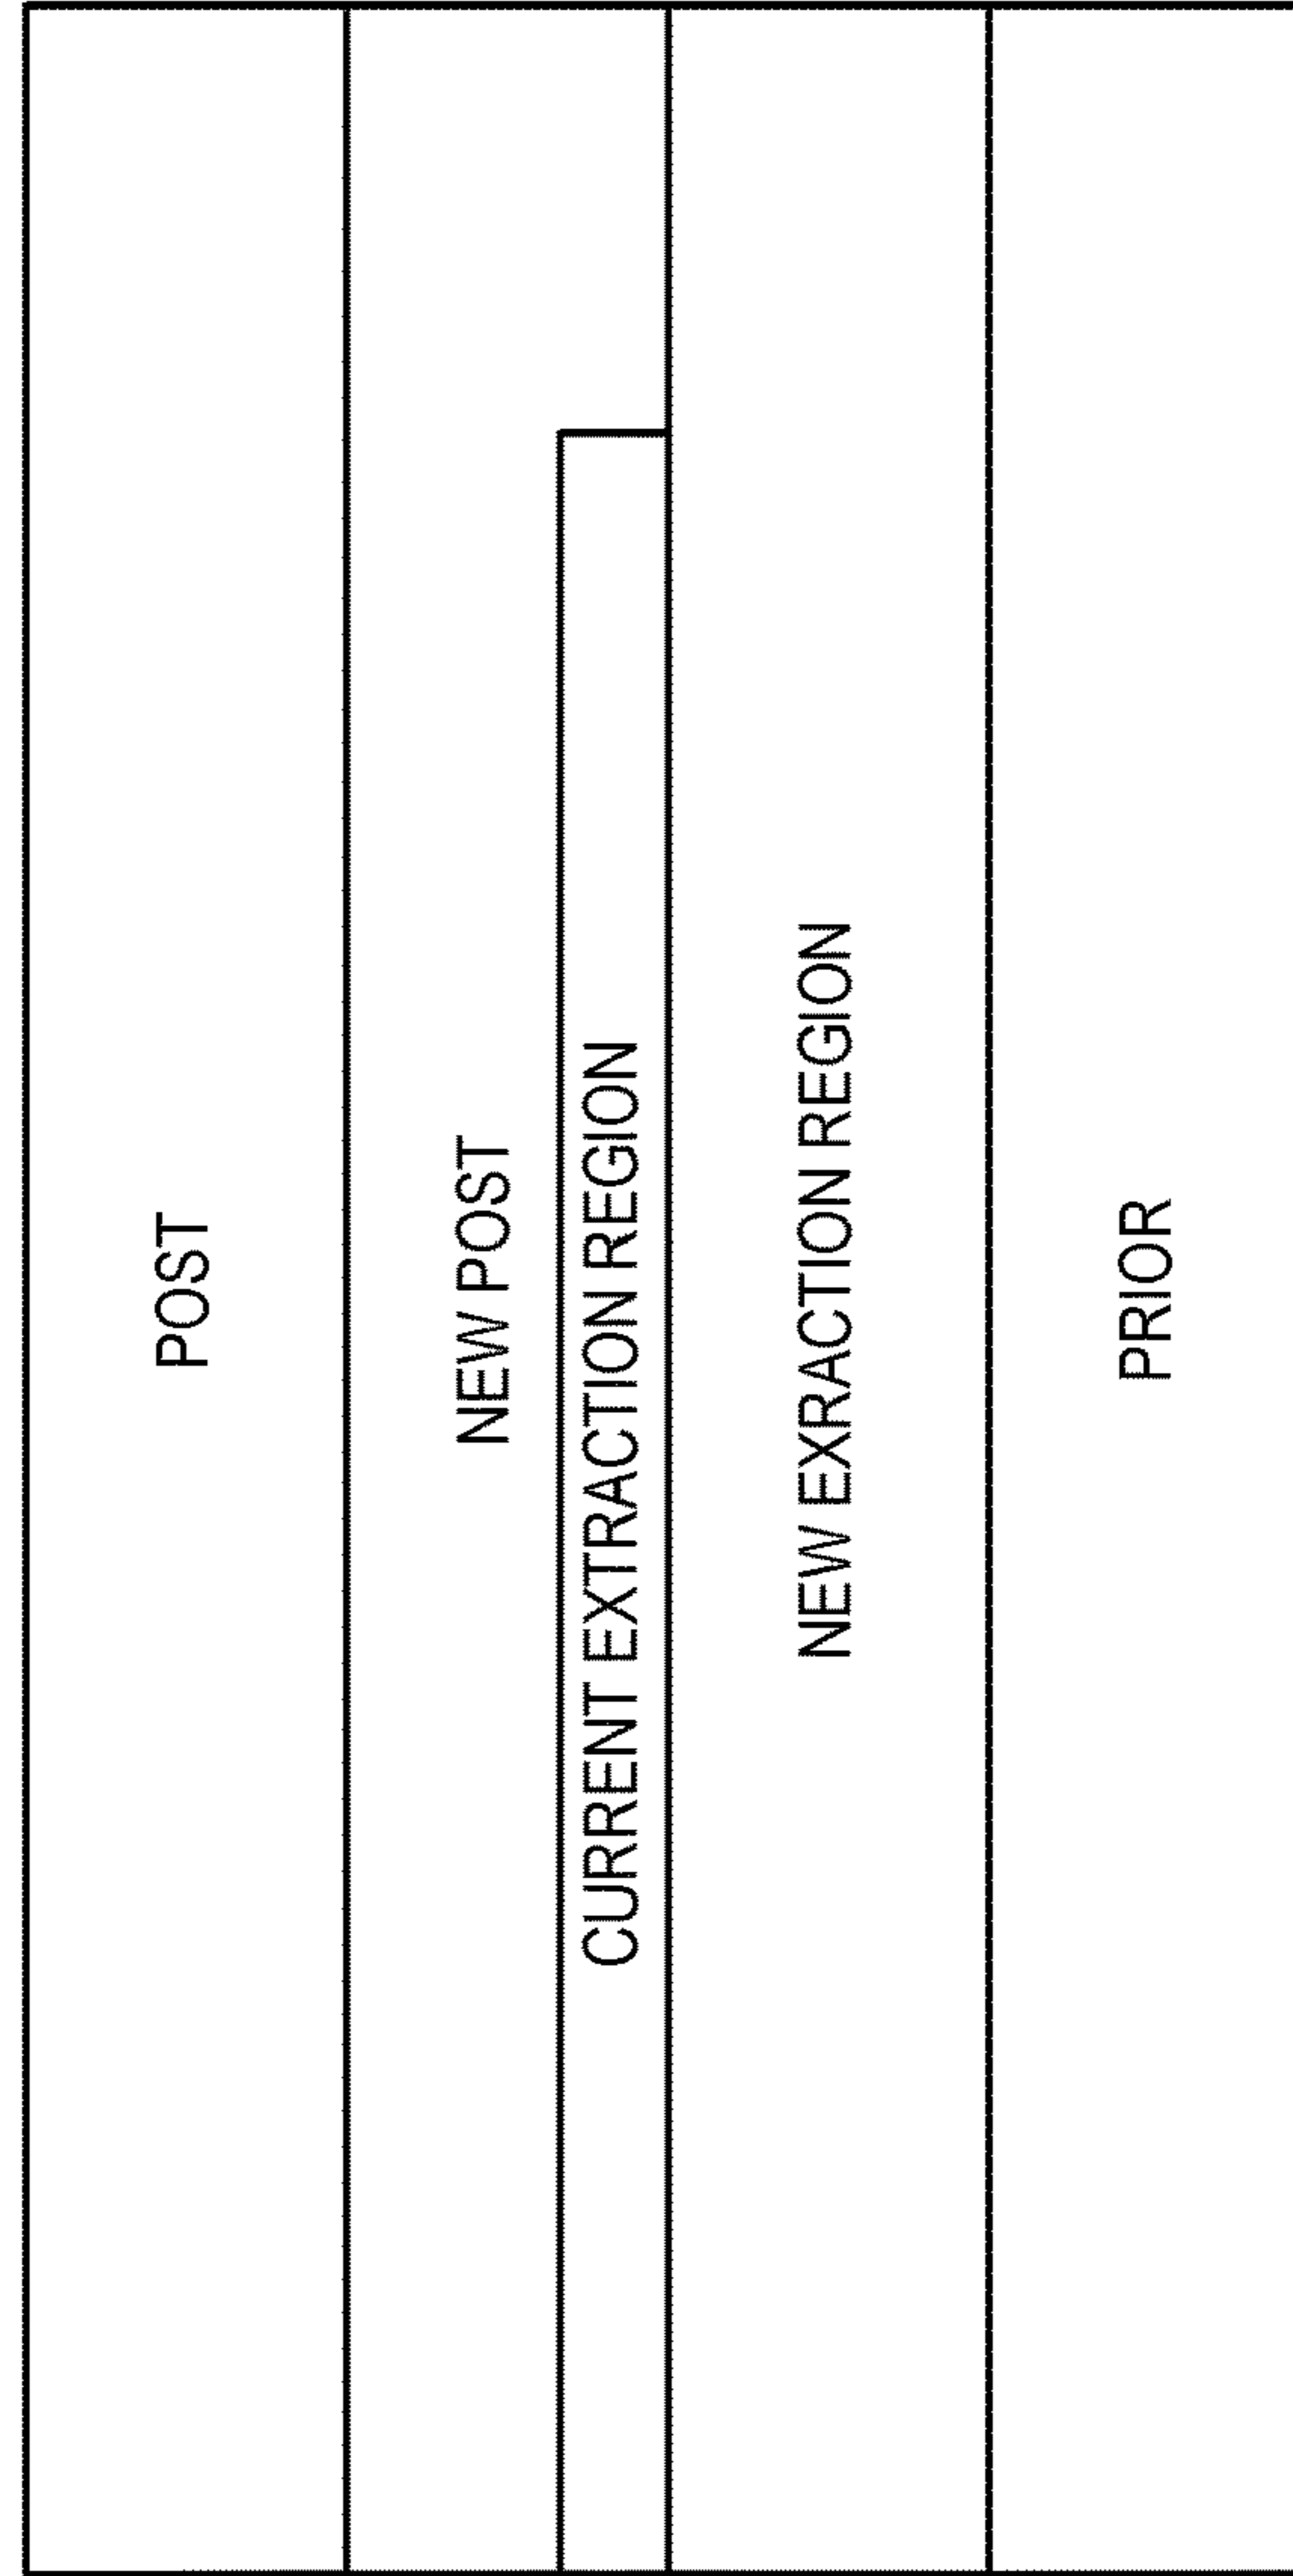 POST
NEW POST
CURRENT EXTRACTION REGION
NEW EXRACTION REGION
PRIOR